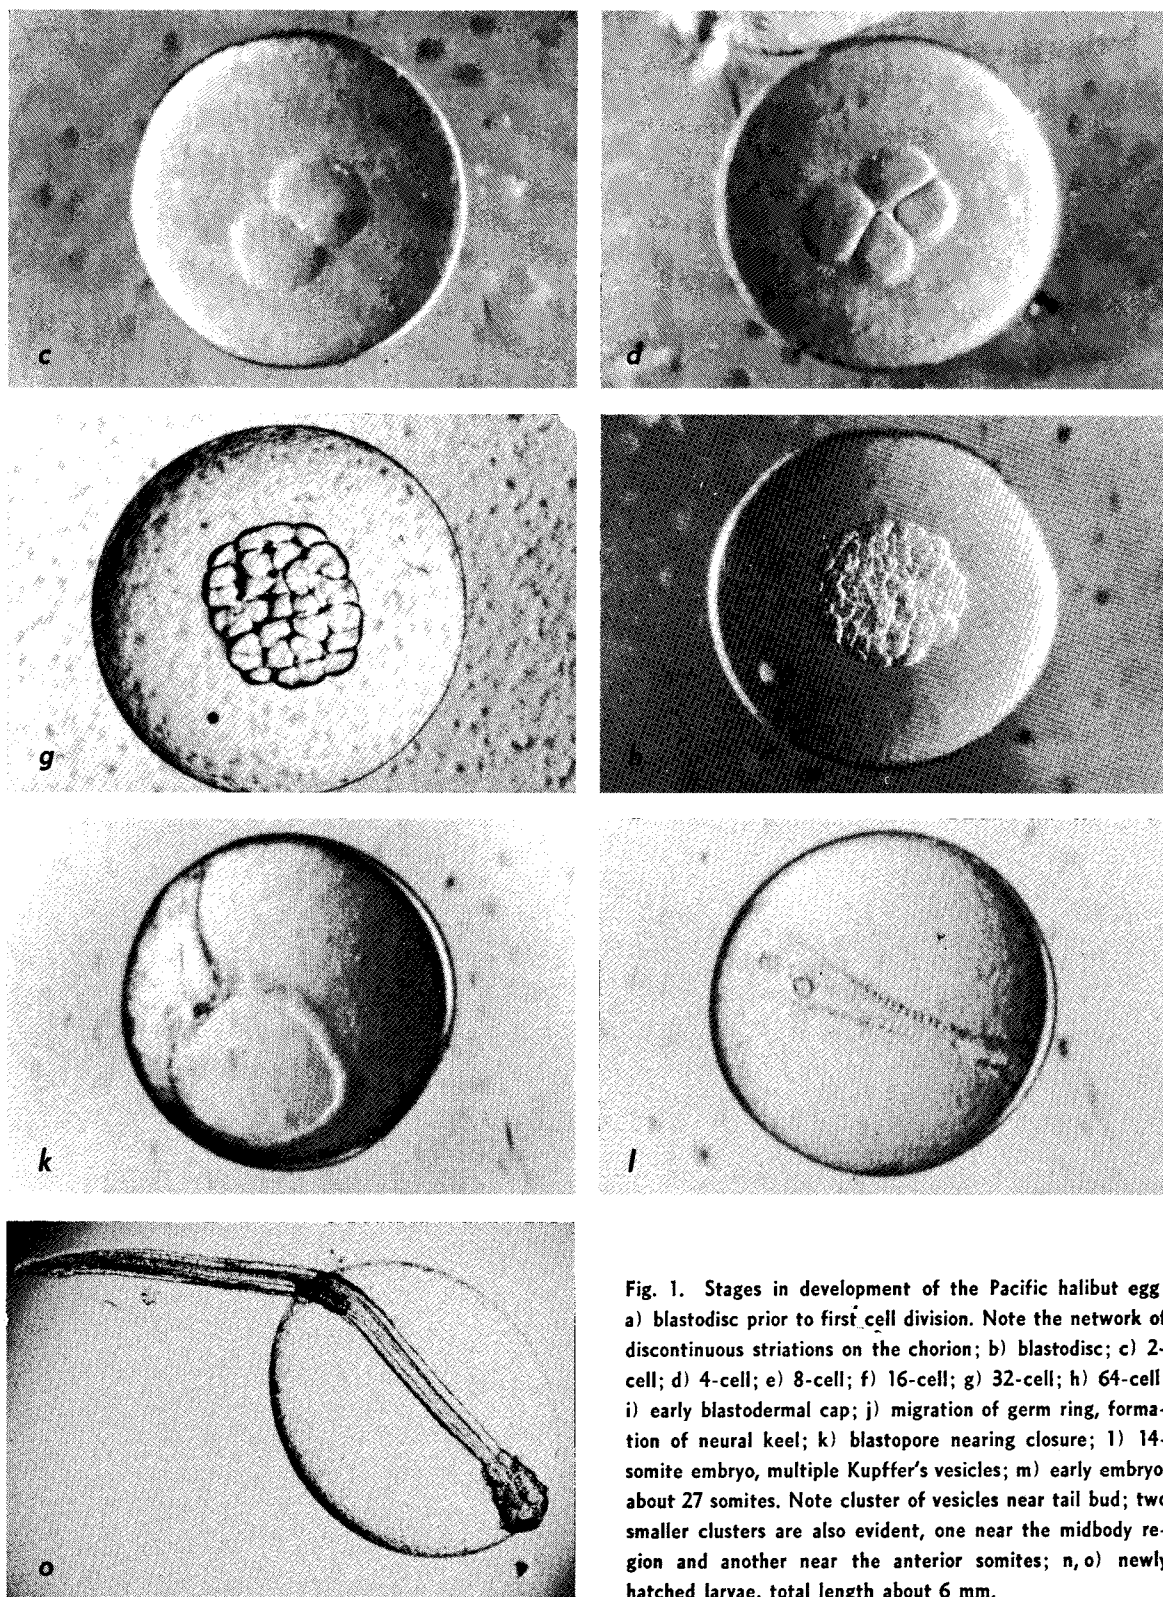 c
d
g
h
k
l
o
Fig. 1. Stages in development of the Pacific halibut egg
a) blastodisc prior to first cell division. Note the network of
discontinuous striations on the chorion; b) blastodisc; c) 2-
cell; d) 4-cell; e) 8-cell; f) 16-cell; g) 32-cell; h) 64-cell
i) early blastodermal cap; j) migration of germ ring, forma-
tion of neural keel; k) blastopore nearing closure; l) 14-
somite embryo, multiple Kupffer's vesicles; m) early embryo
about 27 somites. Note cluster of vesicles near tail bud; two
smaller clusters are also evident, one near the midbody re-
gion and another near the anterior somites; n, o) newly
hatched larvae, total length about 6 mm.